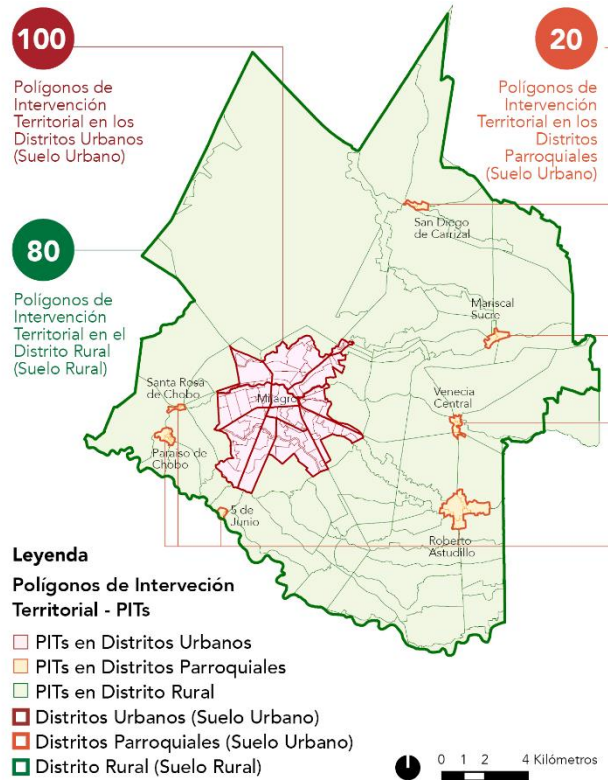 100
Polígonos de
Intervención
Territorial en los
Distritos Urbanos
(Suelo Urbano)
20
Polígonos de
Intervención
Territorial en los
Distritos
Parroquiales
(Suelo Urbano)
80
Polígonos de
Intervención
Territorial en el
Distrito Rural
(Suelo Rural)
San Diego
de Carrizal
Mariscal
Sucre
Santa Rosa
de Chobo
Milagro
Venecia
Central
Paraiso de
Chobo
5 de
Junio
Roberto
Astudillo
Leyenda
Polígonos de Interveción
Territorial - PITs
PITs en Distritos Urbanos
PITs en Distritos Parroquiales
PITs en Distrito Rural
Distritos Urbanos (Suelo Urbano)
Distritos Parroquiales (Suelo Urbano)
Distrito Rural (Suelo Rural)
0 1 2 4 Kilómetros